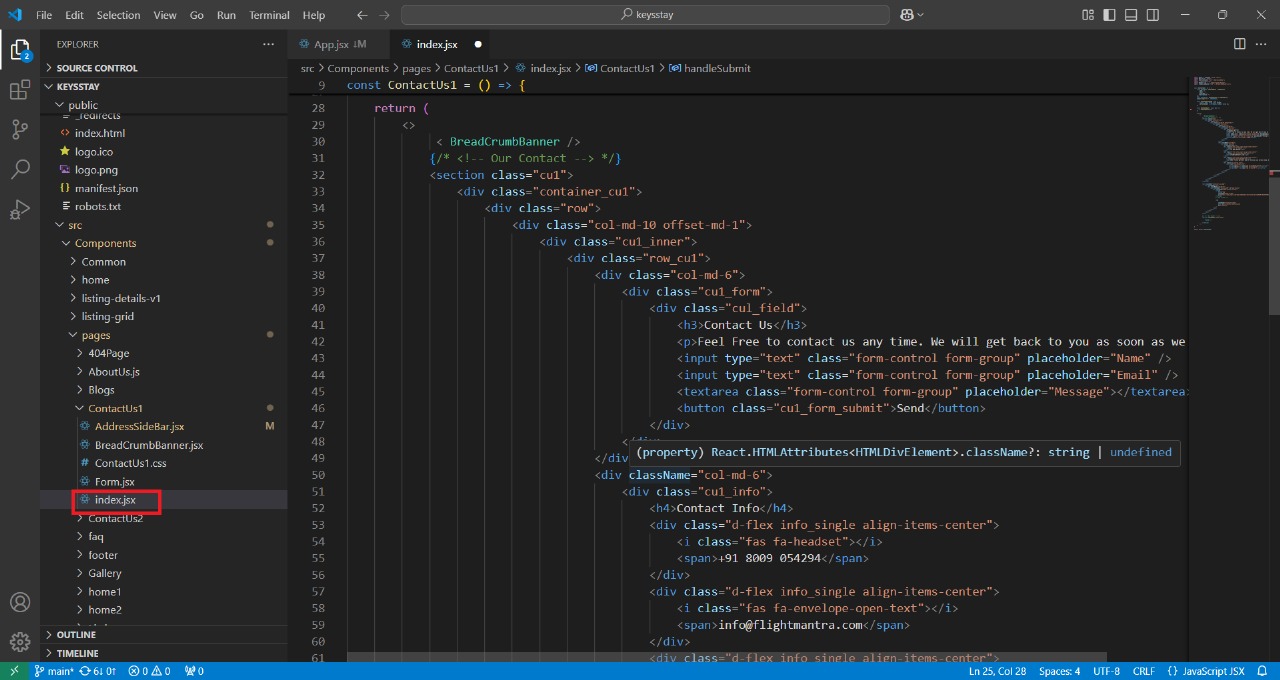 File Edit Selection View Go Run Terminal Help
keysstay
EXPLORER
App.jsx ↓M
index.jsx
2
SOURCE CONTROL
KEYSSTAY
public
_redirects
index.html
logo.ico
logo.png
manifest.json
robots.txt
src
Components
Common
home
listing-details-v1
listing-grid
pages
404Page
AboutUs.js
Blogs
ContactUs1
AddressSideBar.jsx M
BreadCrumbBanner.jsx
ContactUs1.css
Form.jsx
index.jsx
ContactUs2
faq
footer
Gallery
home1
home2
OUTLINE
TIMELINE
src > Components > pages > ContactUs1 > index.jsx > ContactUs1 > handleSubmit
9 const ContactUs1 = () => {
28 return (
29 <>
30 < BreadCrumbBanner />
31 {/* <!-- Our Contact --> */}
32 <section class="cu1">
33 <div class="container_cu1">
34 <div class="row">
35 <div class="col-md-10 offset-md-1">
36 <div class="cu1_inner">
37 <div class="row_cu1">
38 <div class="col-md-6">
39 <div class="cu1_form">
40 <div class="cul_field">
41 <h3>Contact Us</h3>
42 <p>Feel Free to contact us any time. We will get back to you as soon as we
43 <input type="text" class="form-control form-group" placeholder="Name" />
44 <input type="text" class="form-control form-group" placeholder="Email" />
45 <textarea class="form-control form-group" placeholder="Message"></textarea>
46 <button class="cu1_form_submit">Send</button>
47 </div>
48 </div>
(property) React.HTMLAttributes<HTMLDivElement>.className?: string | undefined
49 </div>
50 <div className="col-md-6">
51 <div class="cu1_info">
52 <h4>Contact Info</h4>
53 <div class="d-flex info_single align-items-center">
54 <i class="fas fa-headset"></i>
55 <span>+91 8009 054294</span>
56 </div>
57 <div class="d-flex info_single align-items-center">
58 <i class="fas fa-envelope-open-text"></i>
59 <span>info@flightmantra.com</span>
60 </div>
61 <div class="d-flex info_single align-items-center">
main* 6↓ 0↑ 0 0 0
Ln 25, Col 28 Spaces: 4 UTF-8 CRLF {} JavaScript JSX